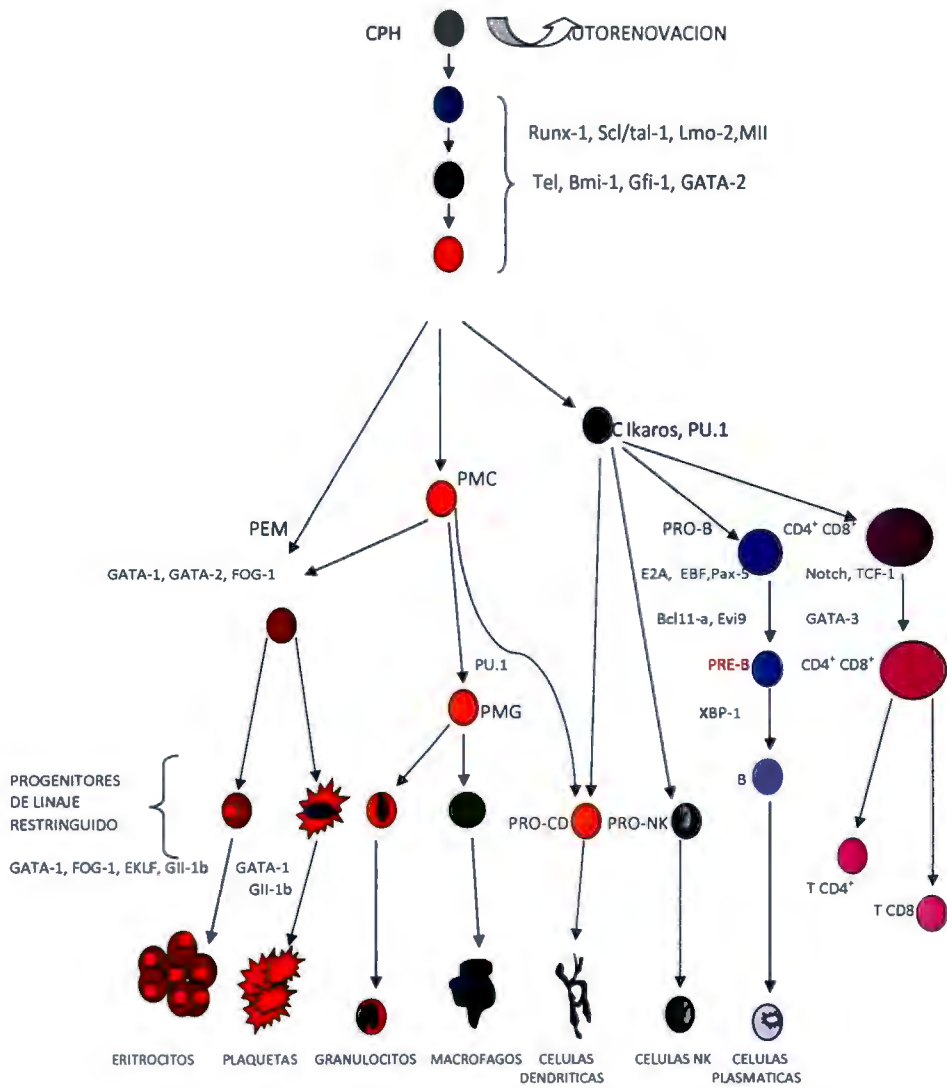 CPH
UTORENOVACION
Runx-1, Scl/tal-1, Lmo-2,MII
Tel, Bmi-1, Gfi-1, GATA-2
C Ikaros, PU.1
PMC
PEM
GATA-1, GATA-2, FOG-1
PRO-B
CD4⁺ CD8⁺
E2A, EBF,Pax-5
Notch, TCF-1
Bcl11-a, Evi9
GATA-3
PU.1
PRE-B
CD4⁺ CD8⁺
PMG
XBP-1
B
PROGENITORES
DE LINAJE
RESTRINGUIDO
PRO-CD
PRO-NK
GATA-1, FOG-1, EKLF, GII-1b
GATA-1
GII-1b
T CD4⁺
T CD8
ERITROCITOS
PLAQUETAS
GRANULOCITOS
MACROFAGOS
CELULAS
DENDRITICAS
CELULAS NK
CELULAS
PLASMATICAS